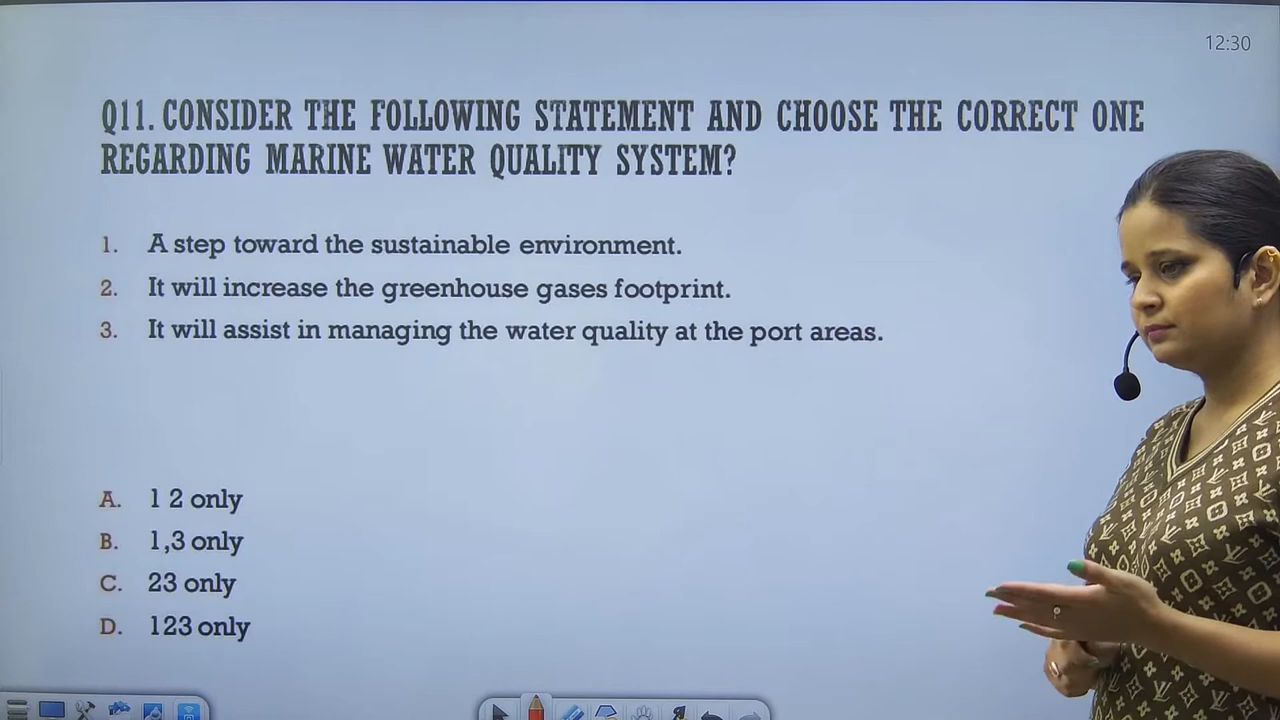 12:30
Q11. CONSIDER THE FOLLOWING STATEMENT AND CHOOSE THE CORRECT ONE
REGARDING MARINE WATER QUALITY SYSTEM?
1. A step toward the sustainable environment.
2. It will increase the greenhouse gases footprint.
3. It will assist in managing the water quality at the port areas.
A. 1 2 only
B. 1,3 only
C. 23 only
D. 123 only